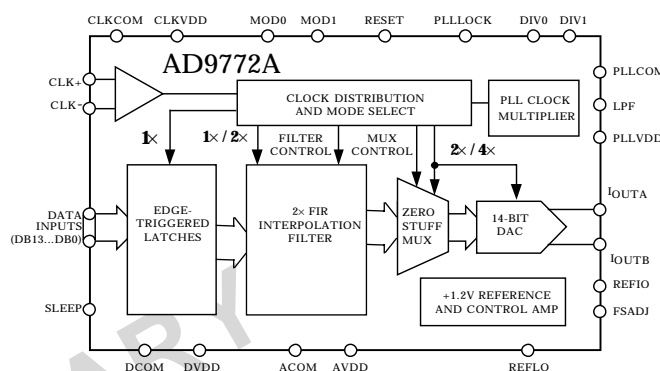 CLKCOM CLKVDD MOD0 MOD1 RESET PLLLOCK DIV0 DIV1
AD9772A
PLLCOM
CLK+
CLOCK DISTRIBUTION
AND MODE SELECT
PLL CLOCK
MULTIPLIER
LPF
CLK-
PLLVDD
1× 1× / 2× FILTER
CONTROL
MUX
CONTROL
2× / 4×
IOUTA
DATA
INPUTS
(DB13...DB0)
EDGE-
TRIGGERED
LATCHES
2× FIR
INTERPOLATION
FILTER
ZERO
STUFF
MUX
14-BIT
DAC
IOUTB
REFIO
SLEEP
+1.2V REFERENCE
AND CONTROL AMP
FSADJ
ARY
DCOM DVDD ACOM AVDD REFLO